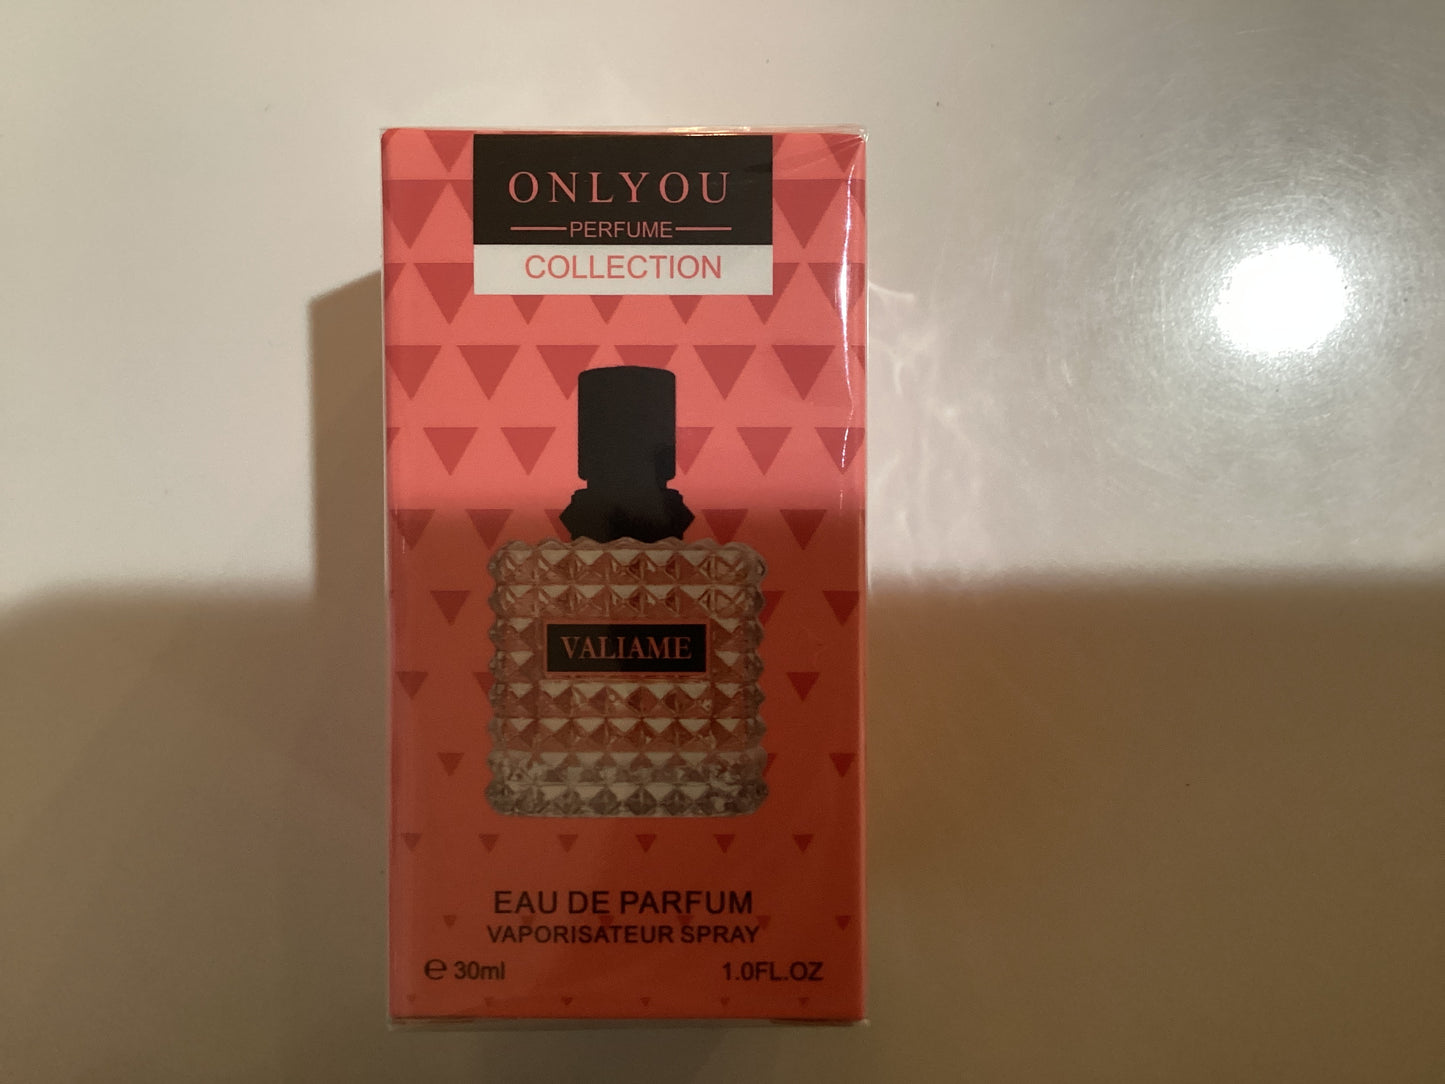 ONLYOU
PERFUME
COLLECTION
VALIAME
EAU DE PARFUM
VAPORISATEUR SPRAY
℮ 30ml 1.0FL.OZ